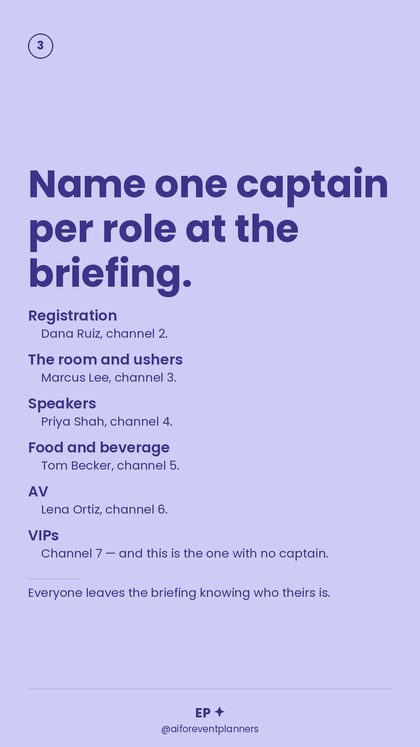 3
Name one captain
per role at the
briefing.
Registration
Dana Ruiz, channel 2.
The room and ushers
Marcus Lee, channel 3.
Speakers
Priya Shah, channel 4.
Food and beverage
Tom Becker, channel 5.
AV
Lena Ortiz, channel 6.
VIPs
Channel 7 — and this is the one with no captain.
Everyone leaves the briefing knowing who theirs is.
EP ✦
@aiforeventplanners